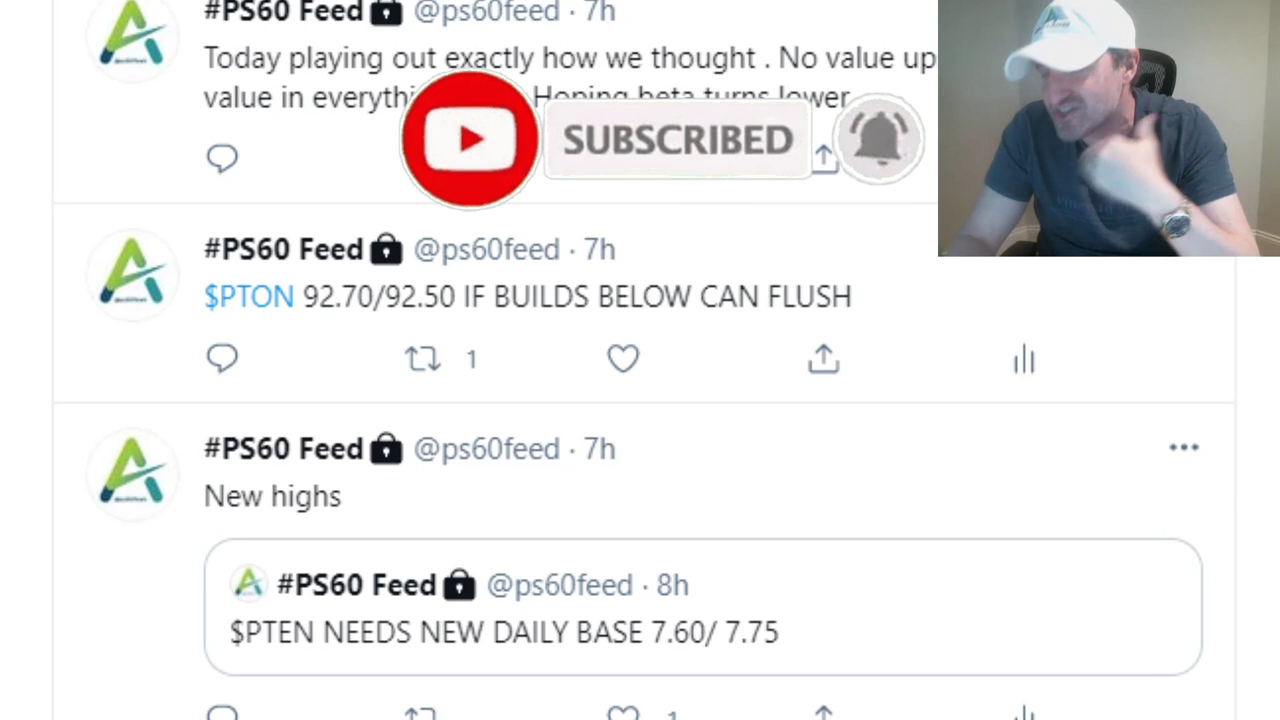 #PS60 Feed @ps60feed · 7h
Today playing out exactly how we thought . No value up
value in everythi Hoping beta turns lower
SUBSCRIBED
#PS60 Feed @ps60feed · 7h
$PTON 92.70/92.50 IF BUILDS BELOW CAN FLUSH
1
#PS60 Feed @ps60feed · 7h
New highs
#PS60 Feed @ps60feed · 8h
$PTEN NEEDS NEW DAILY BASE 7.60/ 7.75
1